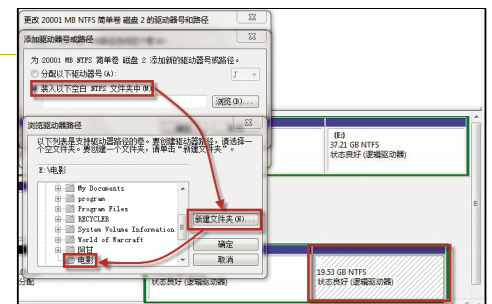 更改 20001 MB NTFS 简单卷 磁盘 2 的驱动器号和路径
添加驱动器号或路径
为 20001 MB NTFS 简单卷 磁盘 2 添加新的驱动器号或路径。
分配以下驱动器号(A):
J
装入以下空白 NTFS 文件夹中(M)
浏览(B)...
浏览驱动器路径
以下列表是支持驱动器路径的卷。要创建驱动器路径，请选择一个空文件夹。要创建一个文件夹，请单击“新建文件夹”。
E:\电影
My Documents
program
Program Files
RECYCLER
System Volume Information
World of Warcraft
电影
新建文件夹(N)...
确定
取消
(E:)
37.21 GB NTFS
状态良好 (逻辑驱动器)
分配
状态良好 (逻辑驱动器)
19.53 GB NTFS
状态良好 (逻辑驱动器)